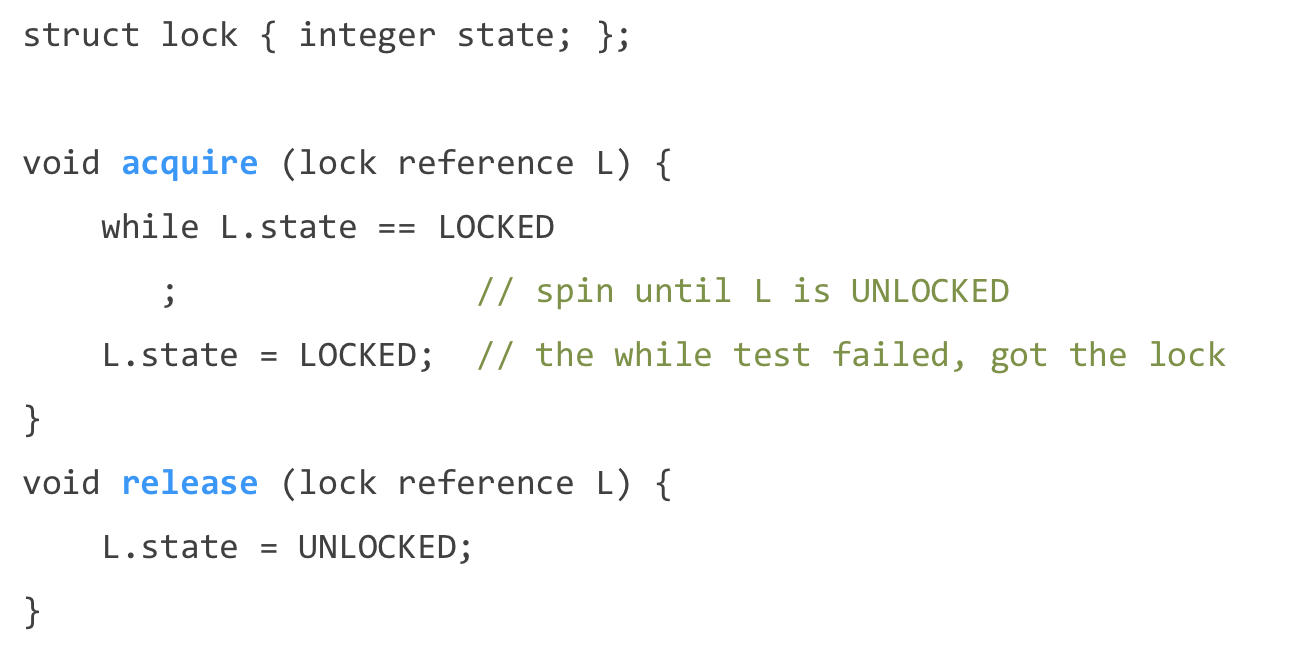 struct lock { integer state; };
void acquire (lock reference L) {
    while L.state == LOCKED
       ;               // spin until L is UNLOCKED
    L.state = LOCKED;  // the while test failed, got the lock
}
void release (lock reference L) {
    L.state = UNLOCKED;
}